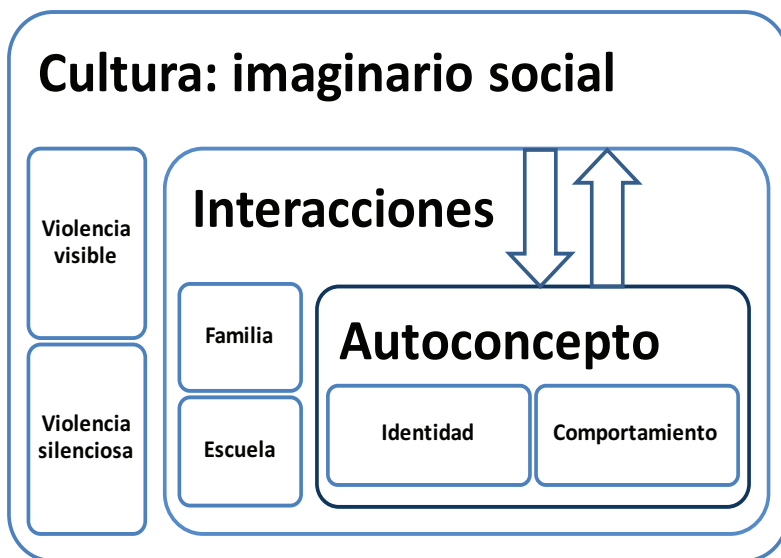 Cultura: imaginario social
Violencia
visible
Violencia
silenciosa
Interacciones
Familia
Escuela
Autoconcepto
Identidad
Comportamiento